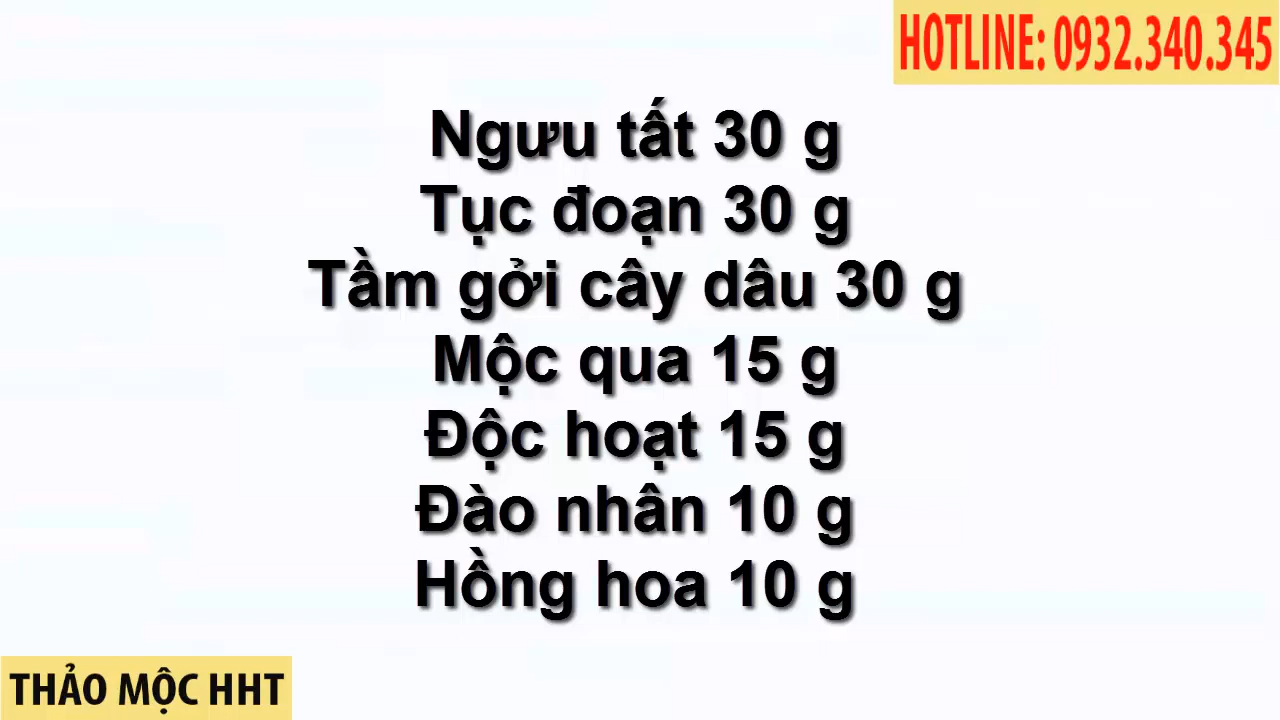 HOTLINE: 0932.340.345
Ngưu tất 30 g
Tục đoạn 30 g
Tầm gởi cây dâu 30 g
Mộc qua 15 g
Độc hoạt 15 g
Đào nhân 10 g
Hồng hoa 10 g
THẢO MỘC HHT